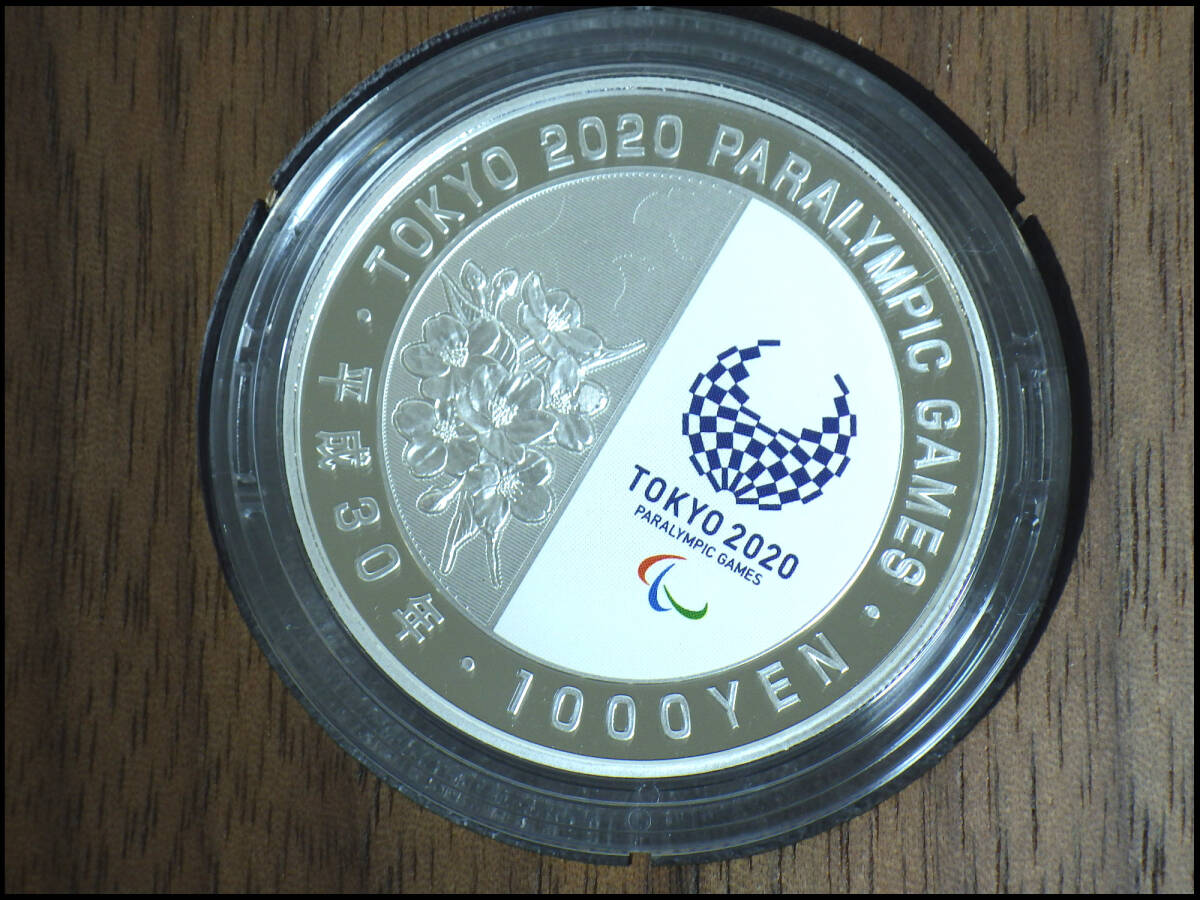 TOKYO 2020 PARALYMPIC GAMES
平成30年
1000YEN
TOKYO 2020
PARALYMPIC GAMES